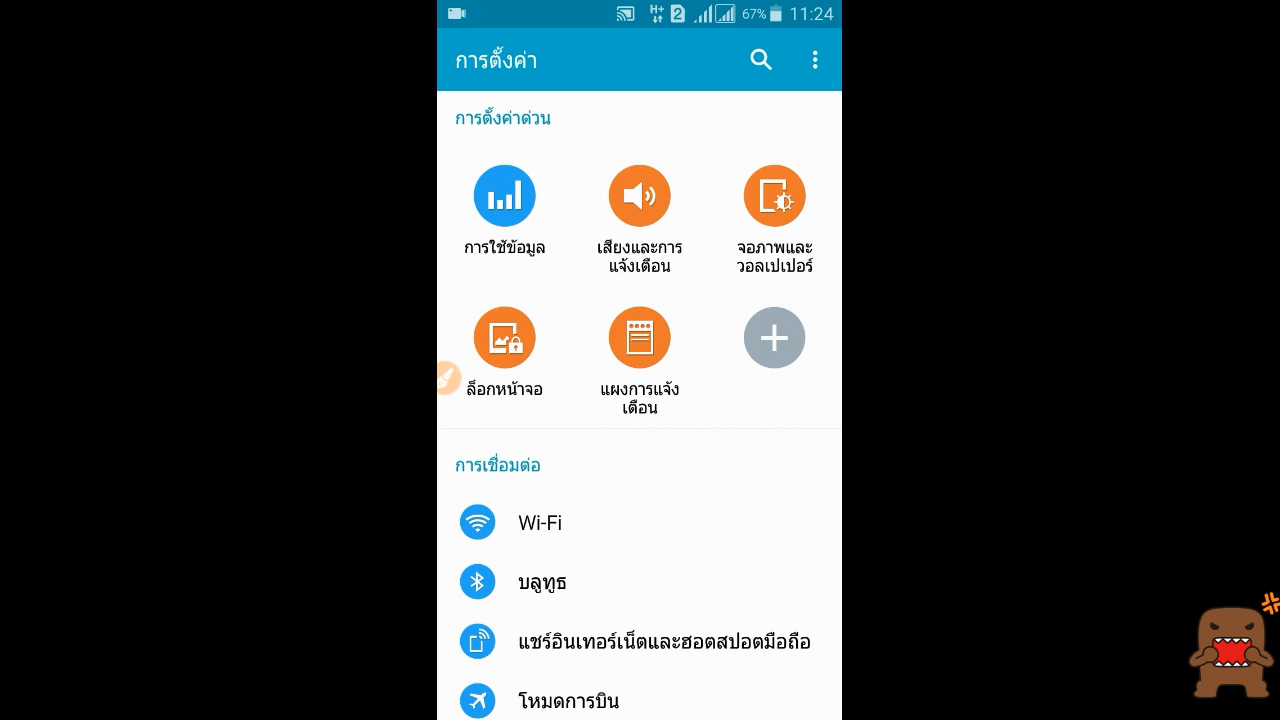 H+ 2 67% 11:24
การตั้งค่า
การตั้งค่าด่วน
การใช้ข้อมูล
เสียงและการ
แจ้งเตือน
จอภาพและ
วอลเปเปอร์
ล็อกหน้าจอ
แผงการแจ้ง
เตือน
การเชื่อมต่อ
Wi-Fi
บลูทูธ
แชร์อินเทอร์เน็ตและฮอตสปอตมือถือ
โหมดการบิน